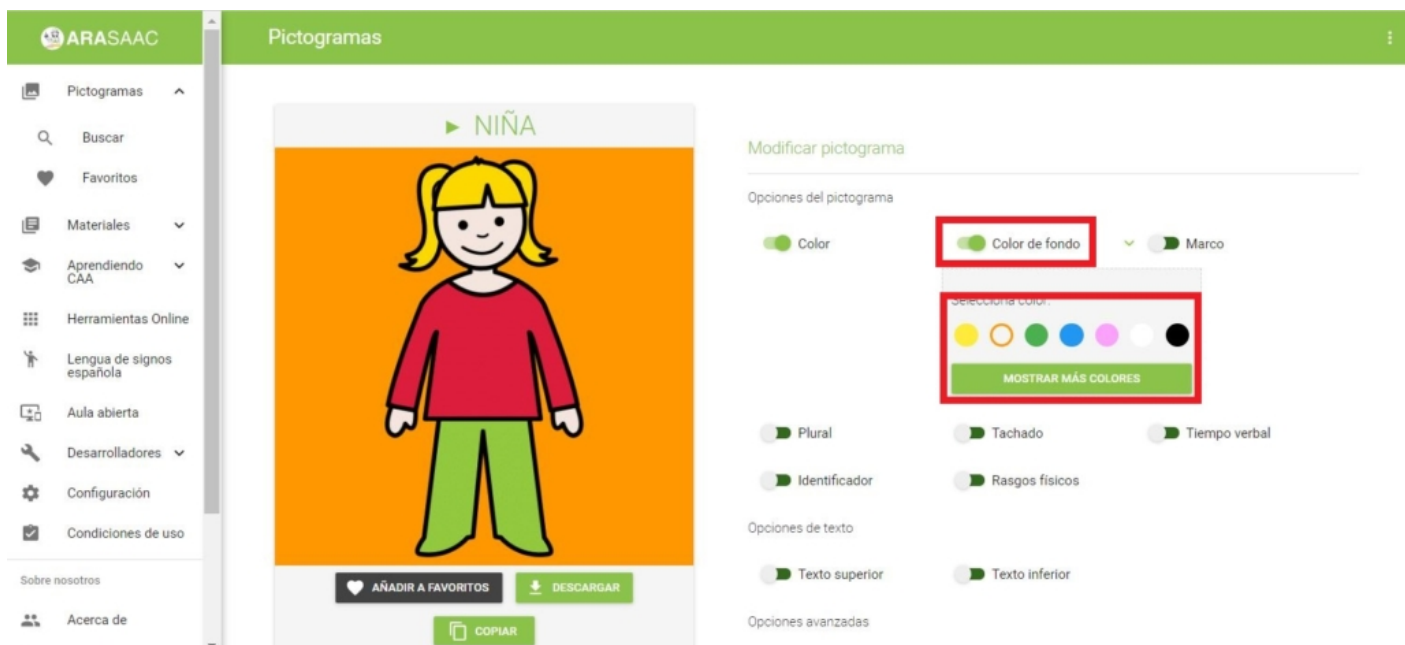 ARASAAC
Pictogramas
Pictogramas
Buscar
Favoritos
Materiales
Aprendiendo
CAA
Herramientas Online
Lengua de signos
española
Aula abierta
Desarrolladores
Configuración
Condiciones de uso
Sobre nosotros
Acerca de
NIÑA
AÑADIR A FAVORITOS
DESCARGAR
COPIAR
Modificar pictograma
Opciones del pictograma
Color
Color de fondo
Marco
Selecciona color:
MOSTRAR MÁS COLORES
Plural
Tachado
Tiempo verbal
Identificador
Rasgos físicos
Opciones de texto
Texto superior
Texto inferior
Opciones avanzadas